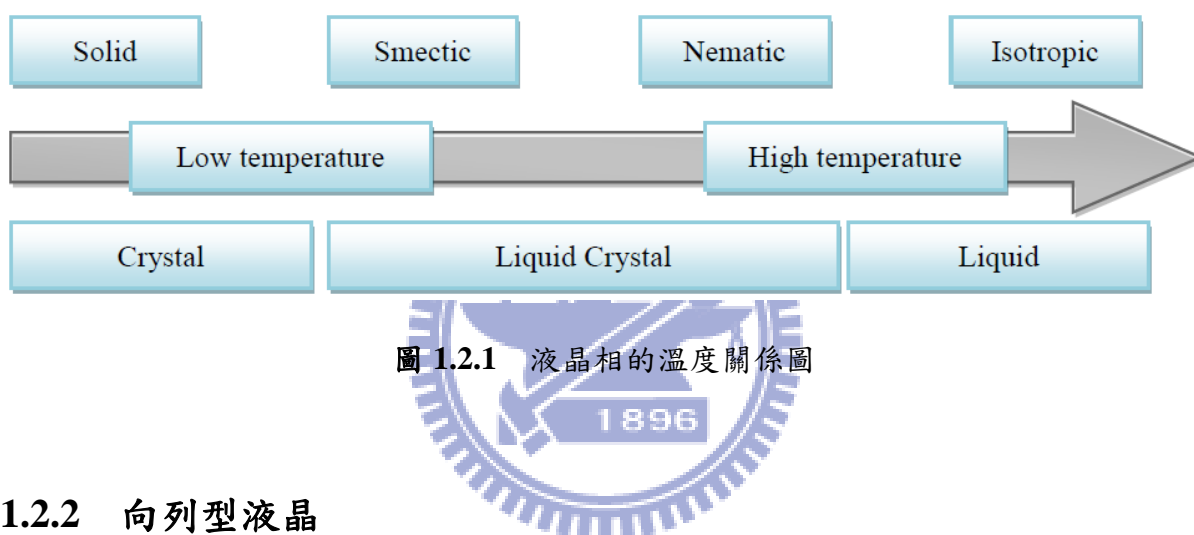 Solid Smectic Nematic Isotropic
Low temperature High temperature
Crystal Liquid Crystal Liquid
圖 1.2.1 液晶相的溫度關係圖
1896
1.2.2 向列型液晶